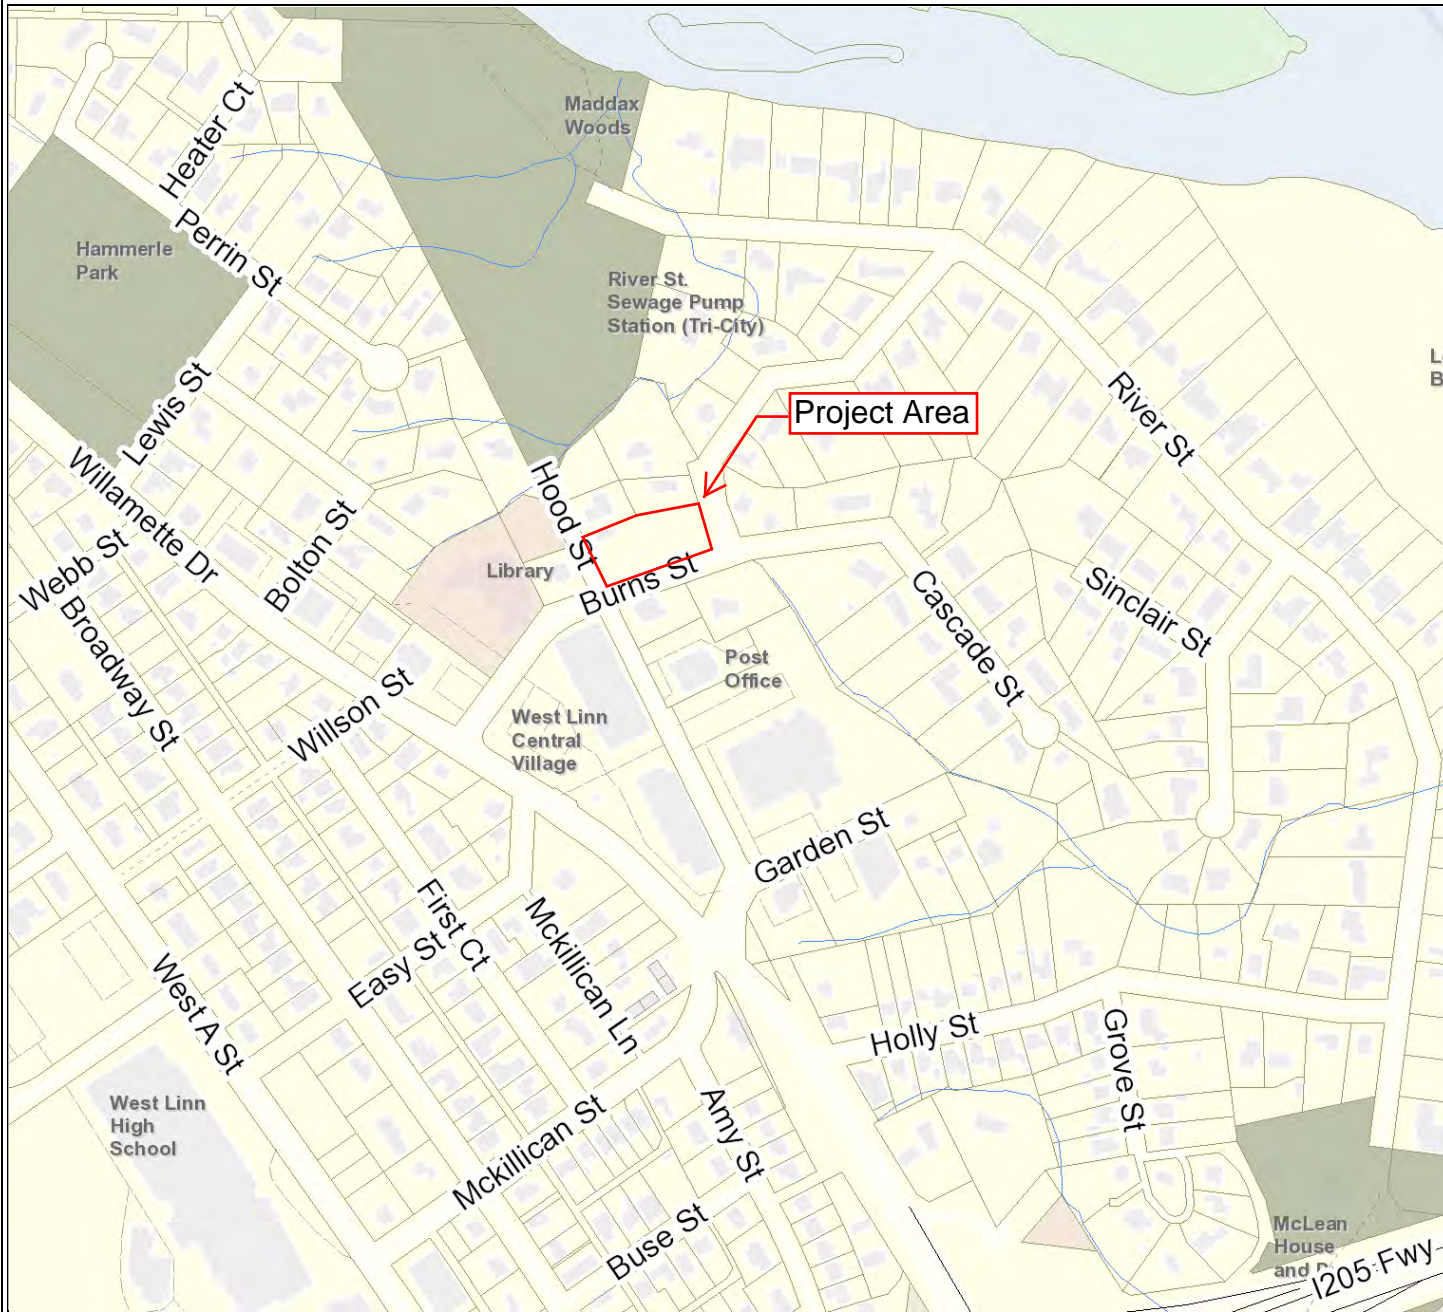 Maddax
Woods
Heater Ct
Perrin St
Hammerle
Park
River St.
Sewage Pump
Station (Tri-City)
L
B
Project Area
River St
Lewis St
Willamette Dr
Hood St
Bolton St
Webb St
Library
Burns St
Broadway St
Cascade St
Sinclair St
Post
Office
Willson St
West Linn
Central
Village
Garden St
First Ct
Mckillican Ln
Easy St
West A St
Holly St
Grove St
West Linn
High
School
Amy St
Mckillican St
Buse St
McLean
House
and P
I205 Fwy